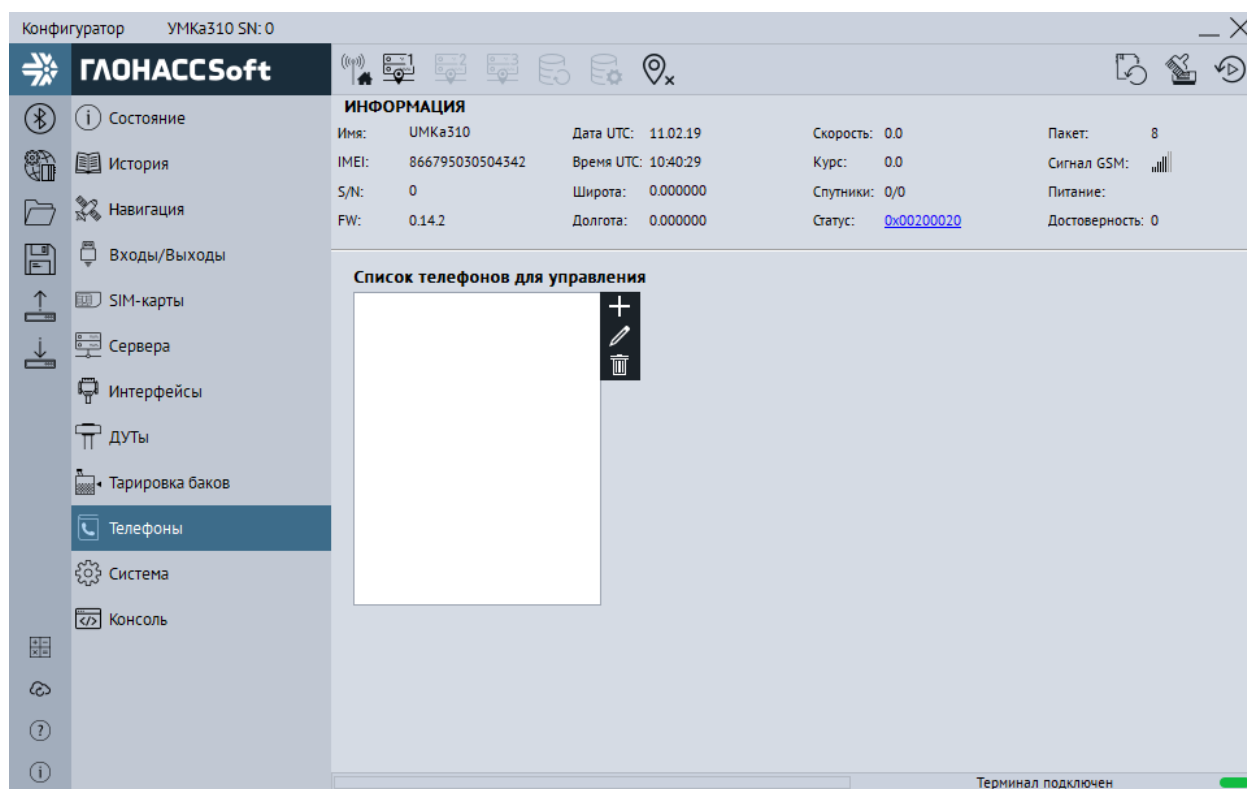 Конфигуратор УМКа310 SN: 0
ГЛОНАССSoft
1 2 3
ИНФОРМАЦИЯ
Имя: UMKa310 Дата UTC: 11.02.19 Скорость: 0.0 Пакет: 8
IMEI: 866795030504342 Время UTC: 10:40:29 Курс: 0.0 Сигнал GSM:
S/N: 0 Широта: 0.000000 Спутники: 0/0 Питание:
FW: 0.14.2 Долгота: 0.000000 Статус: 0x00200020 Достоверность: 0
Состояние
История
Навигация
Входы/Выходы
SIM-карты
Сервера
Интерфейсы
ДУТы
Тарировка баков
Телефоны
Система
Консоль
Список телефонов для управления
Терминал подключен